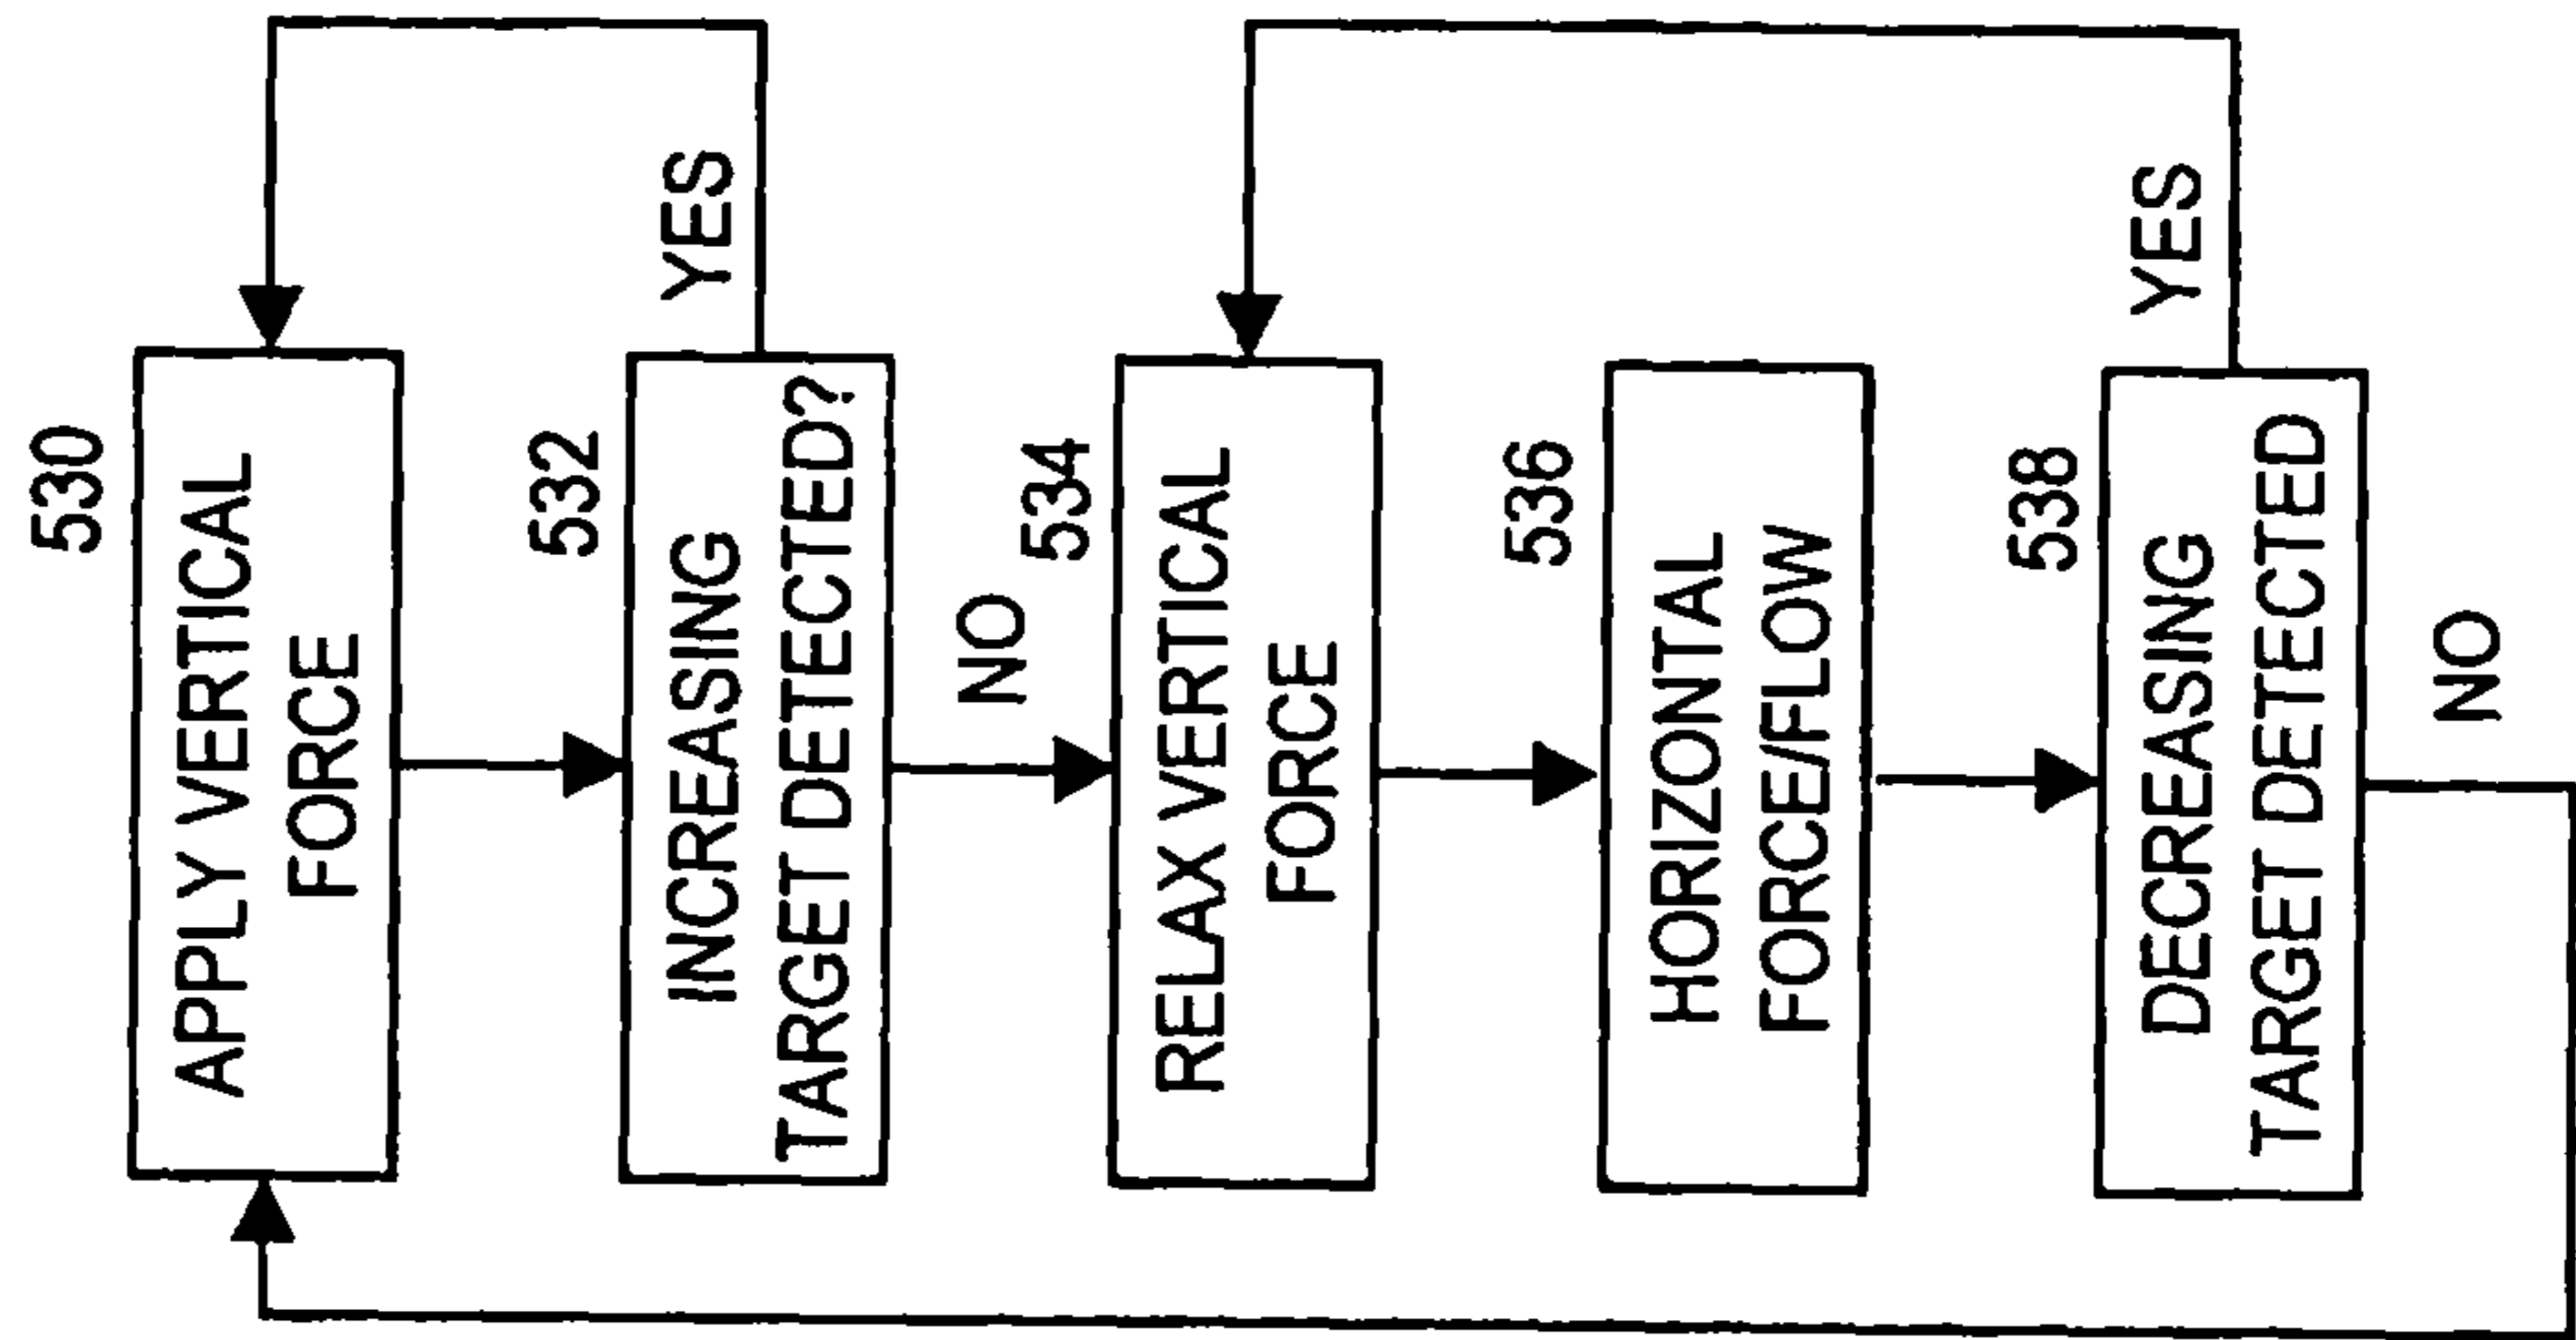 530
APPLY VERTICAL
FORCE
YES
532
INCREASING
TARGET DETECTED?
NO
534
RELAX VERTICAL
FORCE
536
HORIZONTAL
FORCE/FLOW
YES
538
DECREASING
TARGET DETECTED
NO